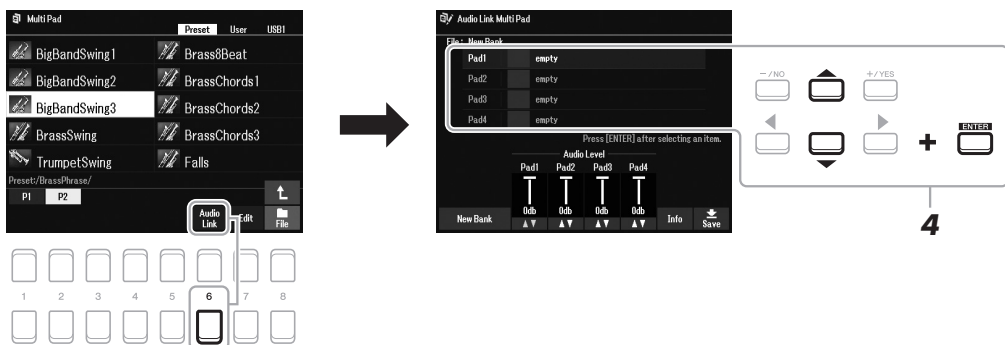 Multi Pad
Preset User USB1
BigBandSwing1 Brass8Beat
BigBandSwing2 BrassChords1
BigBandSwing3 BrassChords2
BrassSwing BrassChords3
TrumpetSwing Falls
Preset:/BrassPhrase/
P1 P2
Audio Link Edit File
1 2 3 4 5 6 7 8
Audio Link Multi Pad
File: New Bank
Pad1 empty
Pad2 empty
Pad3 empty
Pad4 empty
Press [ENTER] after selecting an item.
Audio Level
Pad1 Pad2 Pad3 Pad4
0db 0db 0db 0db
New Bank Info Save
-/NO +/YES
+ ENTER
4